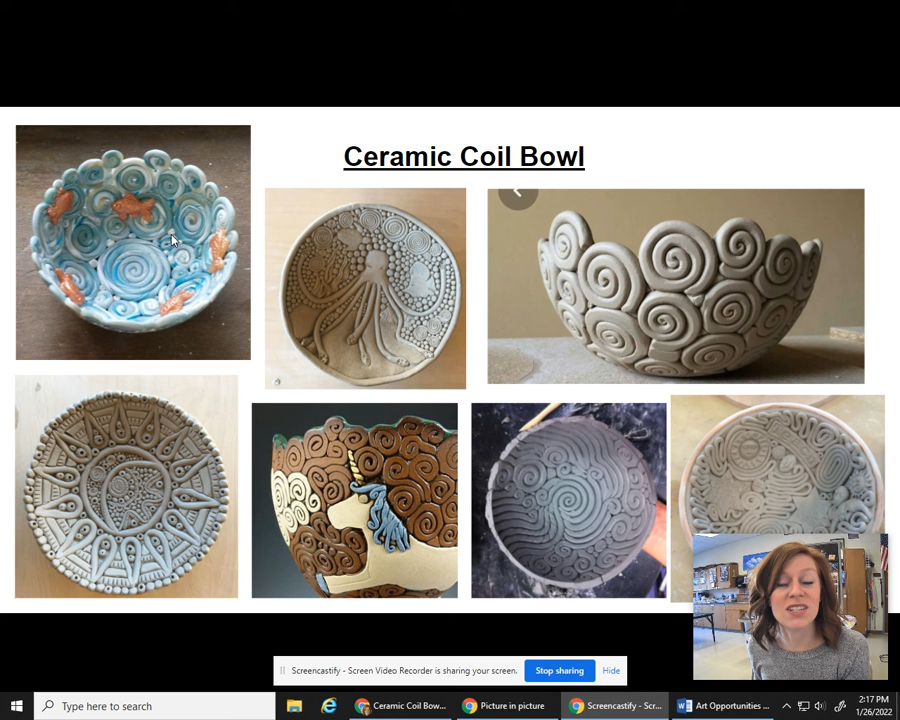 Ceramic Coil Bowl
Screencastify - Screen Video Recorder is sharing your screen.
Stop sharing
Hide
Type here to search
Ceramic Coil Bow...
Picture in picture
Screencastify - Scr...
Art Opportunities ...
2:17 PM
1/26/2022